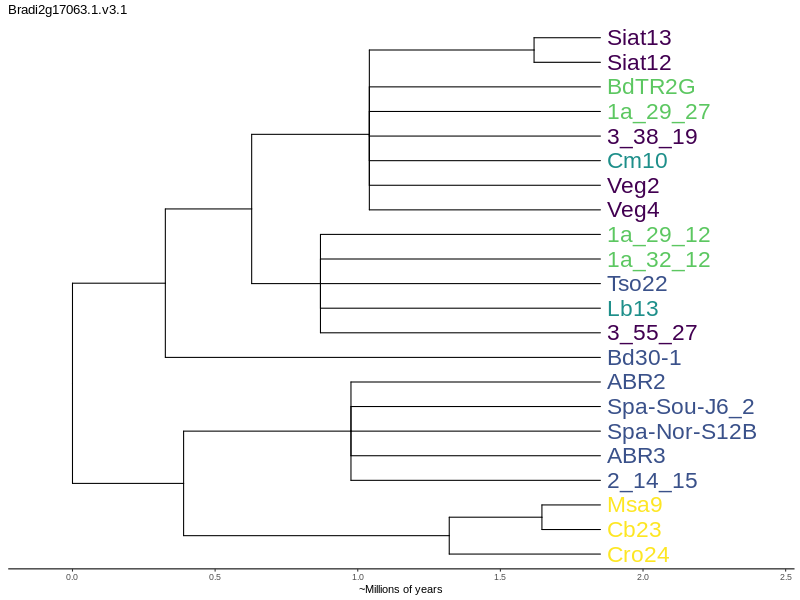 Bradi2g17063.1.v3.1
Siat13
Siat12
BdTR2G
1a_29_27
3_38_19
Cm10
Veg2
Veg4
1a_29_12
1a_32_12
Tso22
Lb13
3_55_27
Bd30-1
ABR2
Spa-Sou-J6_2
Spa-Nor-S12B
ABR3
2_14_15
Msa9
Cb23
Cro24
0.0 0.5 1.0 1.5 2.0 2.5
~Millions of years